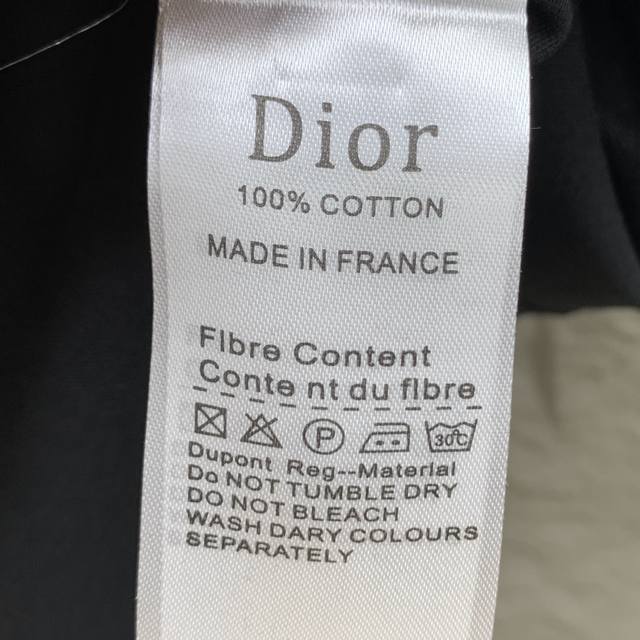 Dior
100% COTTON
MADE IN FRANCE
FIbre Content
Conte nt du fIbre
P 30℃
Dupont Reg--Material
Do NOT TUMBLE DRY
DO NOT BLEACH
WASH DARY COLOURS
SEPARATELY